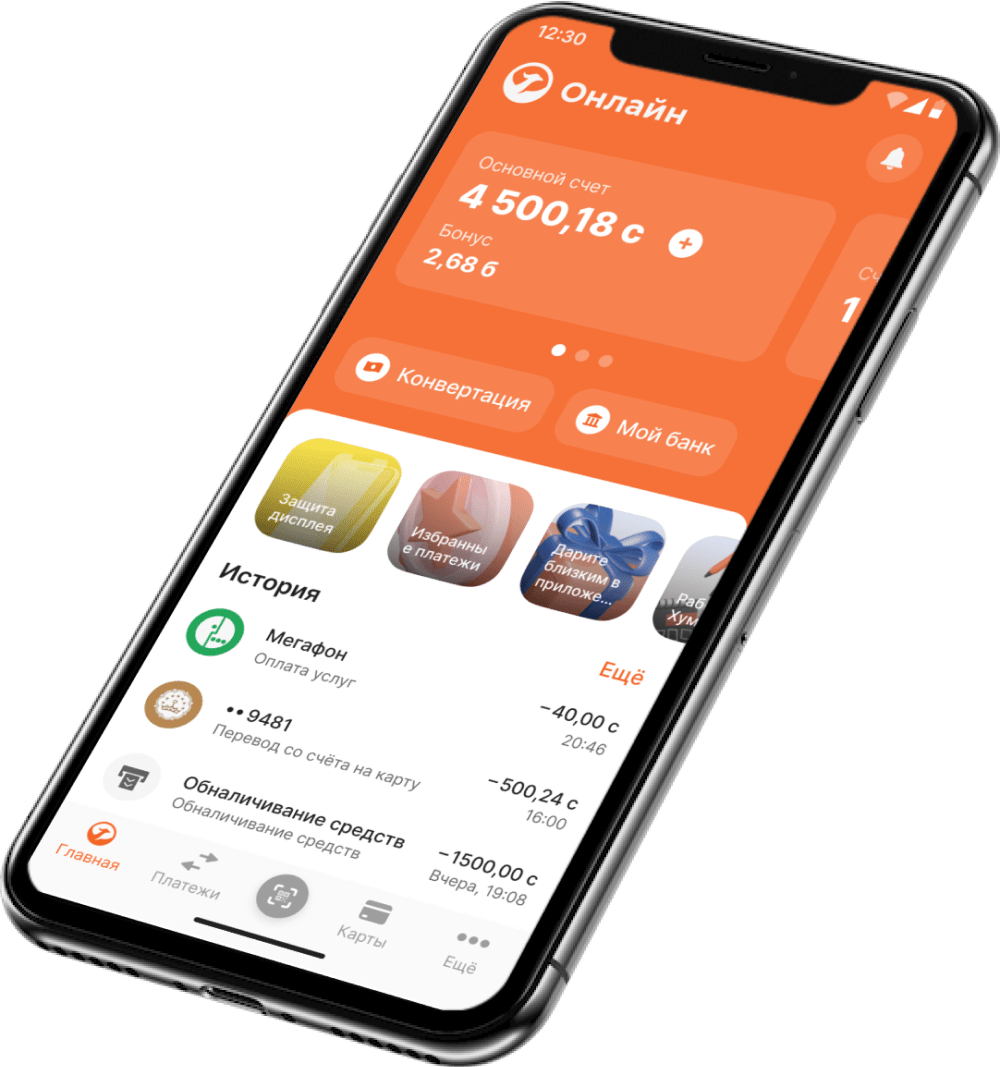 12:30
Онлайн
Основной счет
4 500,18 с
Бонус
2,68 б
Сч
1
Конвертация
Мой банк
Защита
дисплея
Избранны
е платежи
Дарите
близким в
приложе...
Раб
Хум
История
Ещё
Мегафон
Оплата услуг
−40,00 с
20:46
•• 9481
Перевод со счёта на карту
−500,24 с
16:00
Обналичивание средств
Обналичивание средств
−1500,00 с
Вчера, 19:08
Главная
Платежи
Карты
Ещё